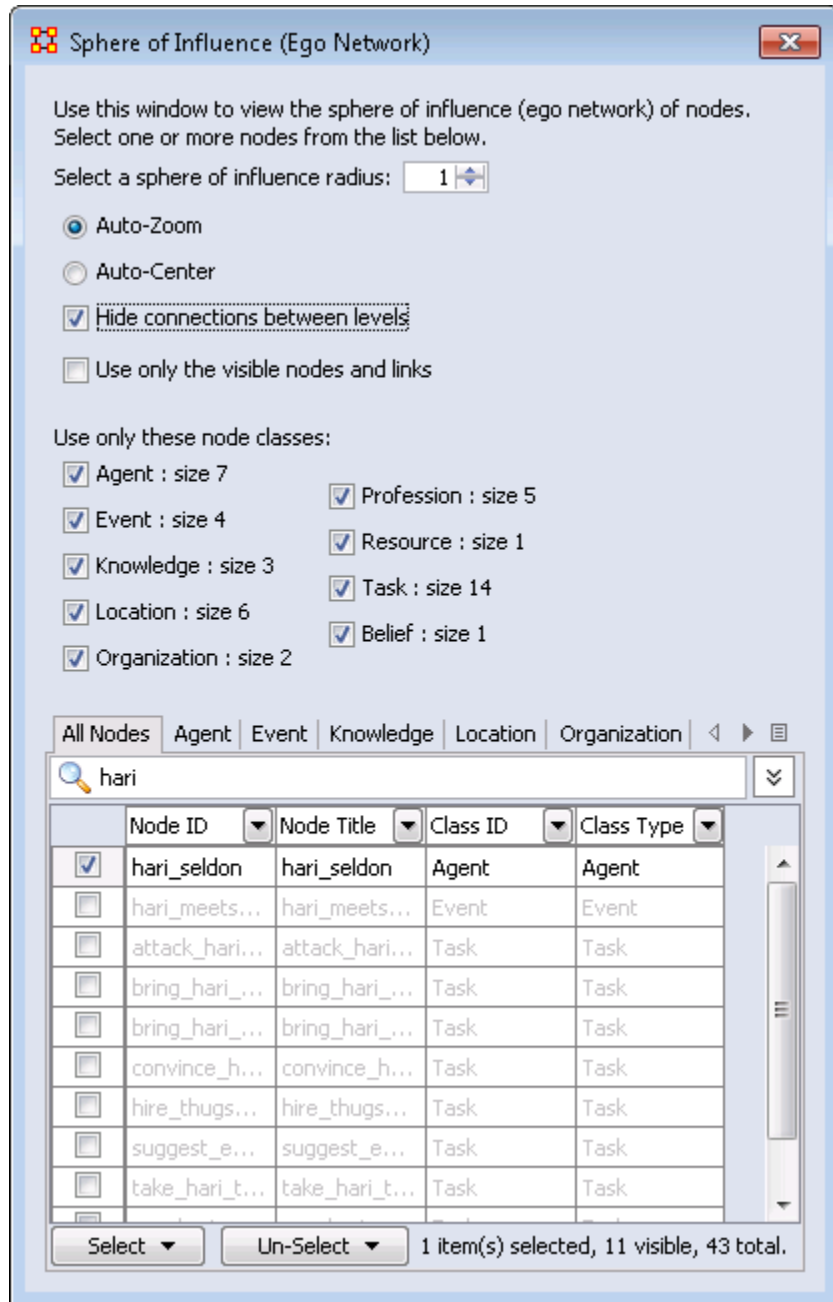 Sphere of Influence (Ego Network)
Use this window to view the sphere of influence (ego network) of nodes.
Select one or more nodes from the list below.
Select a sphere of influence radius: 1
Auto-Zoom
Auto-Center
Hide connections between levels
Use only the visible nodes and links
Use only these node classes:
Agent : size 7
Event : size 4
Knowledge : size 3
Location : size 6
Organization : size 2
Profession : size 5
Resource : size 1
Task : size 14
Belief : size 1
All Nodes Agent Event Knowledge Location Organization
hari
Node ID Node Title Class ID Class Type
hari_seldon hari_seldon Agent Agent
hari_meets... hari_meets... Event Event
attack_hari... attack_hari... Task Task
bring_hari_... bring_hari_... Task Task
bring_hari_... bring_hari_... Task Task
convince_h... convince_h... Task Task
hire_thugs... hire_thugs... Task Task
suggest_e... suggest_e... Task Task
take_hari_t... take_hari_t... Task Task
Select Un-Select 1 item(s) selected, 11 visible, 43 total.